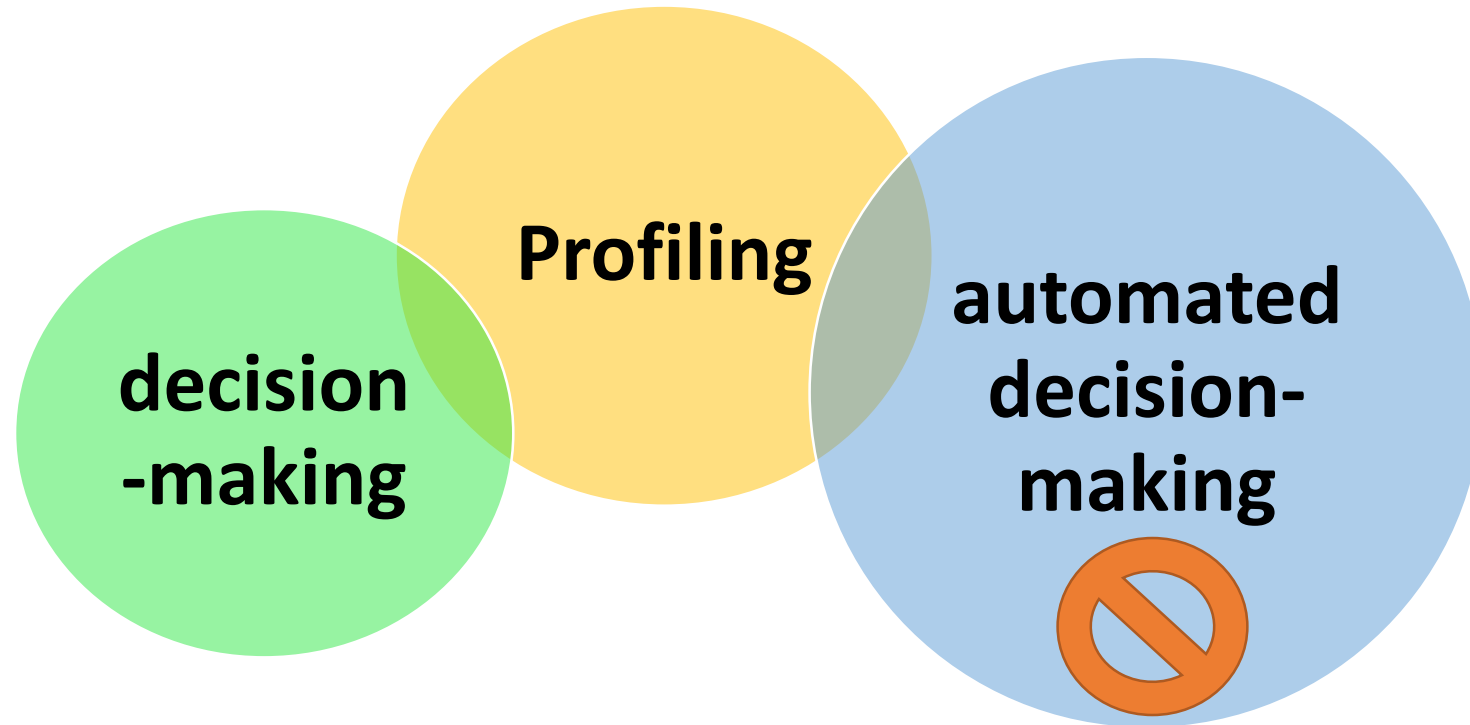 Profiling
decision
-making
automated
decision-
making